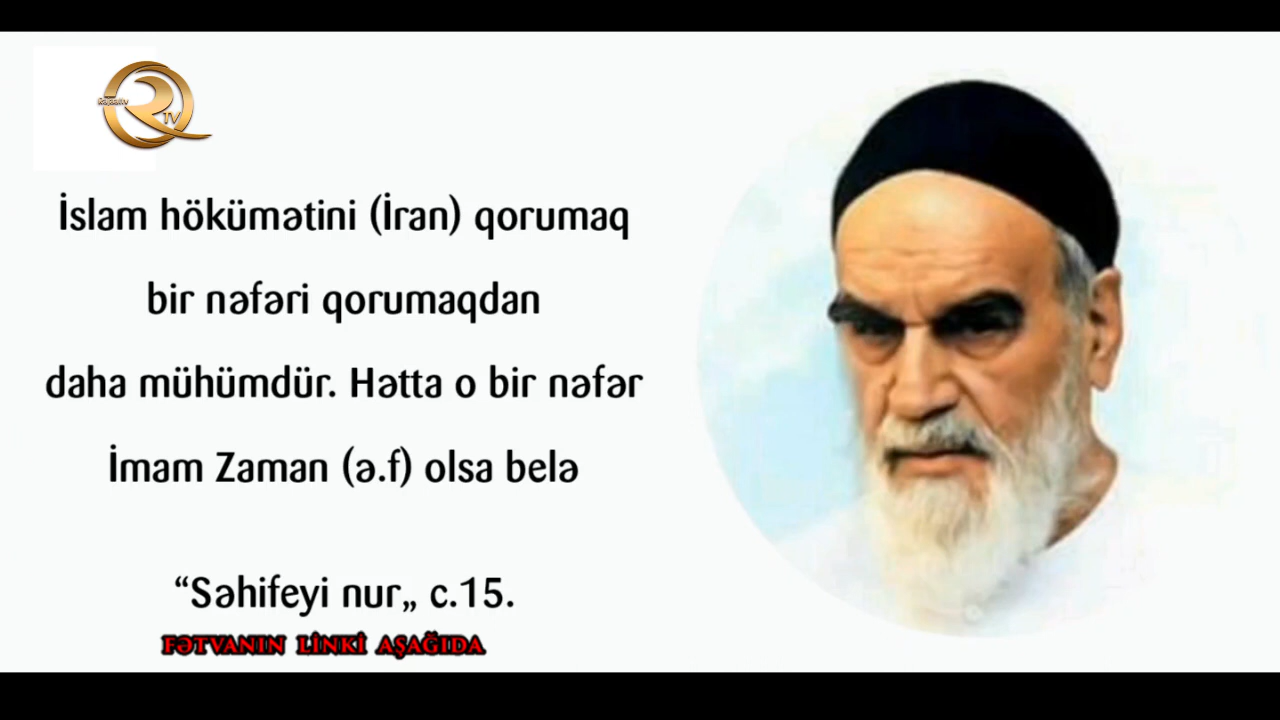 TV
İslam hökümətini (İran) qorumaq
bir nəfəri qorumaqdan
daha mühümdür. Hətta o bir nəfər
İmam Zaman (ə.f) olsa belə
“Səhifeyi nur„ c.15.
FƏTVANIN LİNKİ AŞAĞIDA